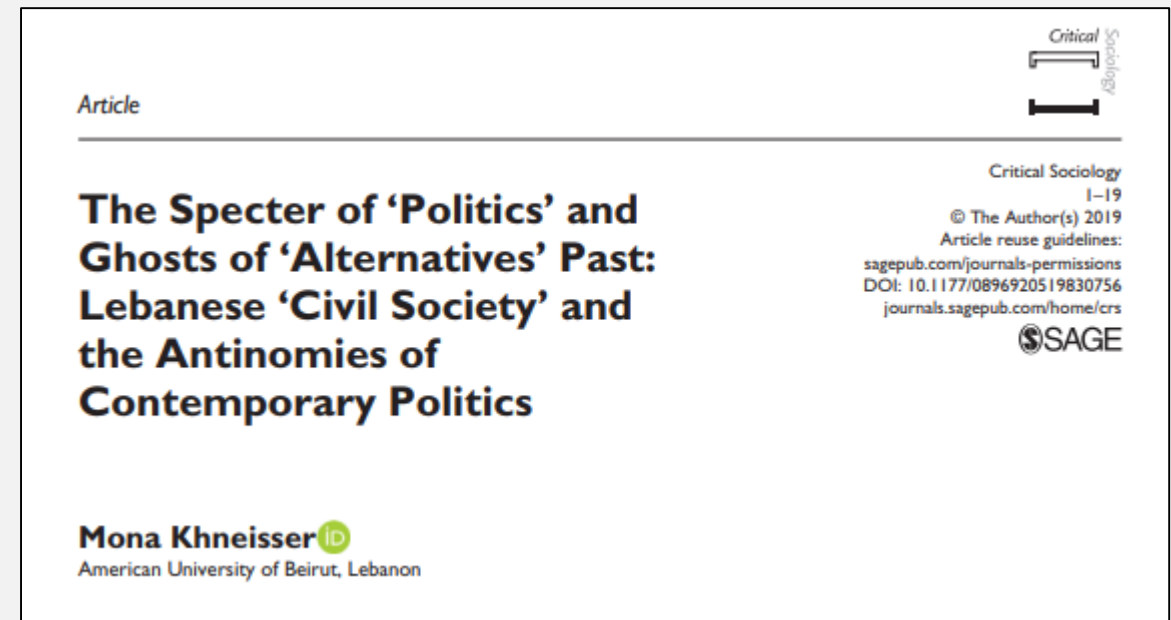 Critical
Sociology
Article
Critical Sociology
1–19
© The Author(s) 2019
Article reuse guidelines:
sagepub.com/journals-permissions
DOI: 10.1177/0896920519830756
journals.sagepub.com/home/crs
SAGE
The Specter of ‘Politics’ and
Ghosts of ‘Alternatives’ Past:
Lebanese ‘Civil Society’ and
the Antinomies of
Contemporary Politics
Mona Khneisser iD
American University of Beirut, Lebanon